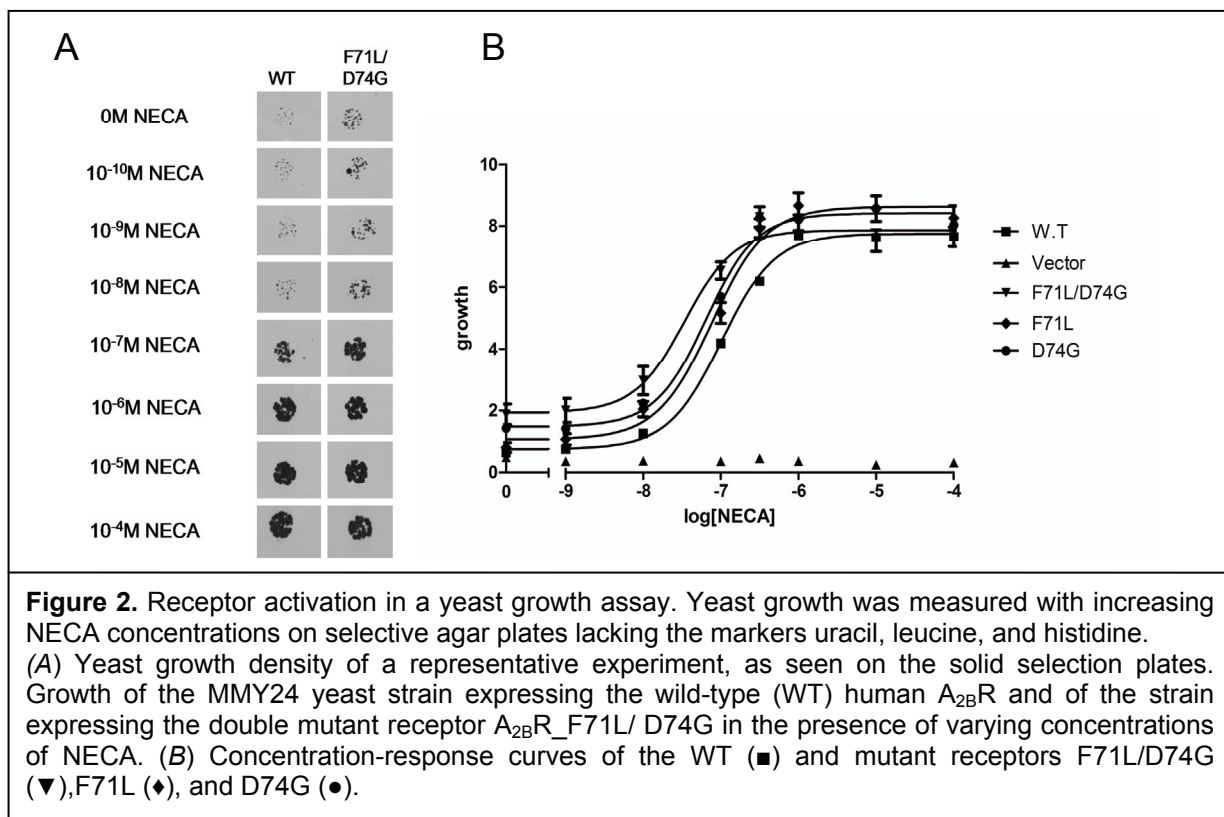 A
B
WT
F71L/
D74G
0M NECA
10⁻¹⁰M NECA
10⁻⁹M NECA
10⁻⁸M NECA
10⁻⁷M NECA
10⁻⁶M NECA
10⁻⁵M NECA
10⁻⁴M NECA
growth
10
8
6
4
2
0
0 -9 -8 -7 -6 -5 -4
log[NECA]
W.T
Vector
F71L/D74G
F71L
D74G
Figure 2. Receptor activation in a yeast growth assay. Yeast growth was measured with increasing
NECA concentrations on selective agar plates lacking the markers uracil, leucine, and histidine.
(A) Yeast growth density of a representative experiment, as seen on the solid selection plates.
Growth of the MMY24 yeast strain expressing the wild-type (WT) human A₂BR and of the strain
expressing the double mutant receptor A₂BR_F71L/ D74G in the presence of varying concentrations
of NECA. (B) Concentration-response curves of the WT (■) and mutant receptors F71L/D74G
(▼),F71L (♦), and D74G (●).